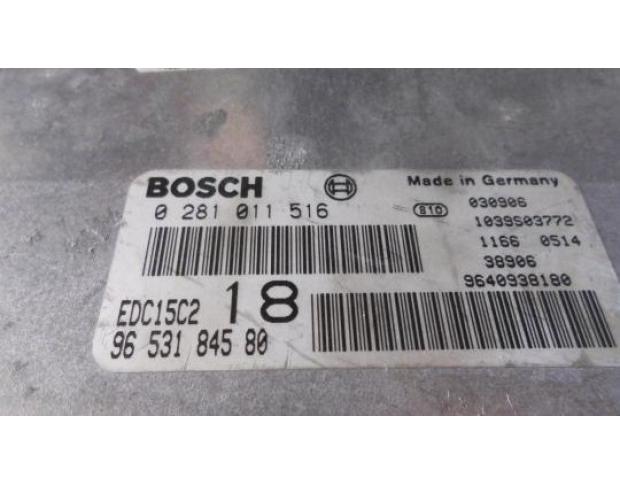 BOSCH
0 281 011 516
EDC15C2 18
96 531 845 80
Made in Germany
810 030906
1039S03772
1166 0514
38906
9640938180